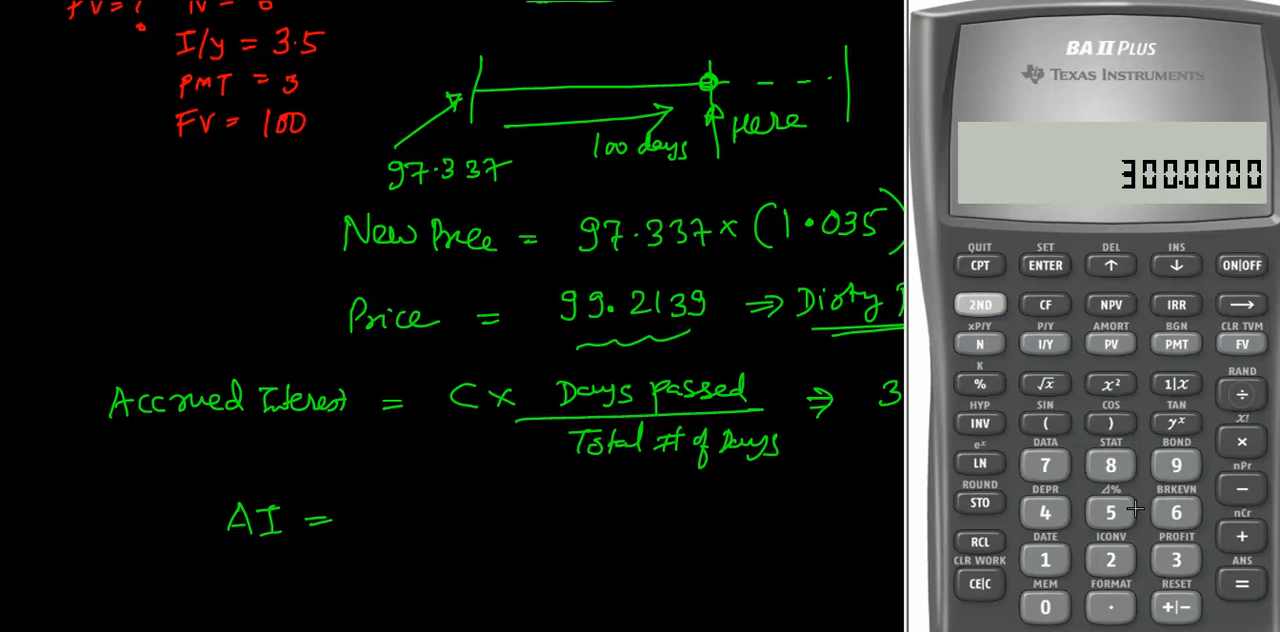 PV = ? N = 6
I/y = 3.5
PMT = 3
FV = 100
97.337
100 days
Here
New Price = 97.337 × (1.035)
Price = 99.2139 ⇒ Dirty
Accrued Interest = C × Days passed / Total # of Days ⇒ 3
AI =
BA II PLUS
TEXAS INSTRUMENTS
300.0000
QUIT SET DEL INS
CPT ENTER ↑ ↓ ON|OFF
2ND CF NPV IRR →
xP/Y P/Y AMORT BGN CLR TVM
N I/Y PV PMT FV
K RAND
% √x x² 1|x ÷
HYP SIN COS TAN x!
INV ( ) yˣ ×
eˣ DATA STAT BOND nPr
LN 7 8 9 −
ROUND DEPR Δ% BRKEVN nCr
STO 4 5 6 +
DATE ICONV PROFIT
RCL 1 2 3
CLR WORK MEM FORMAT RESET ANS
CE|C 0 . +|− =